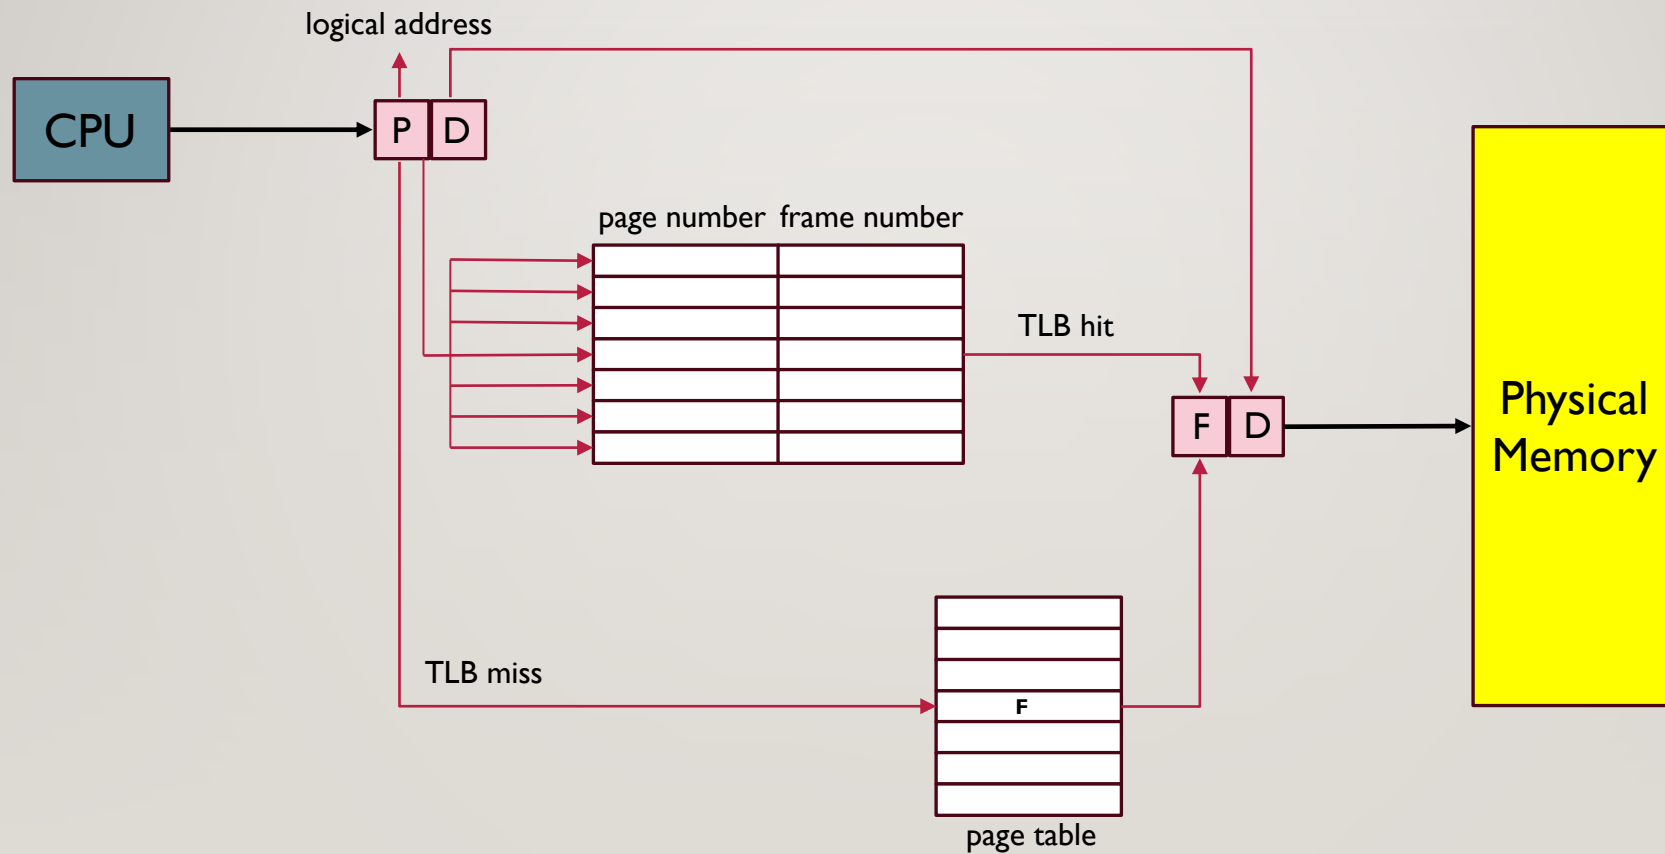 logical address
CPU
P D
page number frame number
TLB hit
F D
Physical
Memory
TLB miss
F
page table